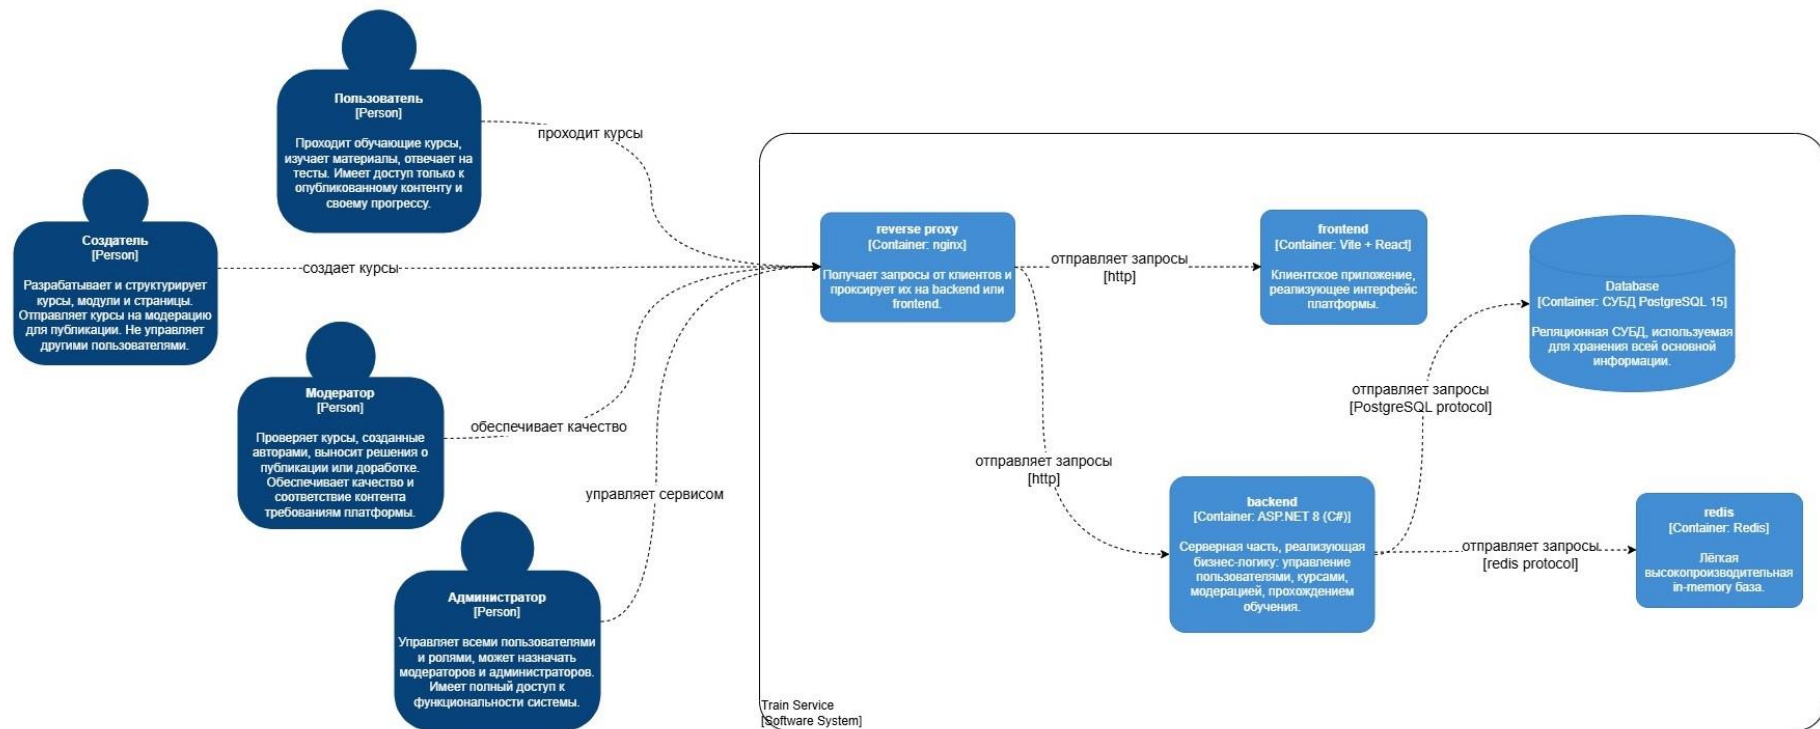 Пользователь
[Person]
Проходит обучающие курсы,
изучает материалы, отвечает на
тесты. Имеет доступ только к
опубликованному контенту и
своему прогрессу.
проходит курсы
Создатель
[Person]
Разрабатывает и структурирует
курсы, модули и страницы.
Отправляет курсы на модерацию
для публикации. Не управляет
другими пользователями.
создает курсы
Модератор
[Person]
Проверяет курсы, созданные
авторами, выносит решения о
публикации или доработке.
Обеспечивает качество и
соответствие контента
требованиям платформы.
обеспечивает качество
Администратор
[Person]
Управляет всеми пользователями
и ролями, может назначать
модераторов и администраторов.
Имеет полный доступ к
функциональности системы.
управляет сервисом
reverse proxy
[Container: nginx]
Получает запросы от клиентов и
проксирует их на backend или
frontend.
отправляет запросы
[http]
frontend
[Container: Vite + React]
Клиентское приложение,
реализующее интерфейс
платформы.
отправляет запросы
[http]
backend
[Container: ASP.NET 8 (C#)]
Серверная часть, реализующая
бизнес-логику: управление
пользователями, курсами,
модерацией, прохождением
обучения.
отправляет запросы
[PostgreSQL protocol]
Database
[Container: СУБД PostgreSQL 15]
Реляционная СУБД, используемая
для хранения всей основной
информации.
отправляет запросы
[redis protocol]
redis
[Container: Redis]
Лёгкая
высокопроизводительная
in-memory база.
Train Service
[Software System]